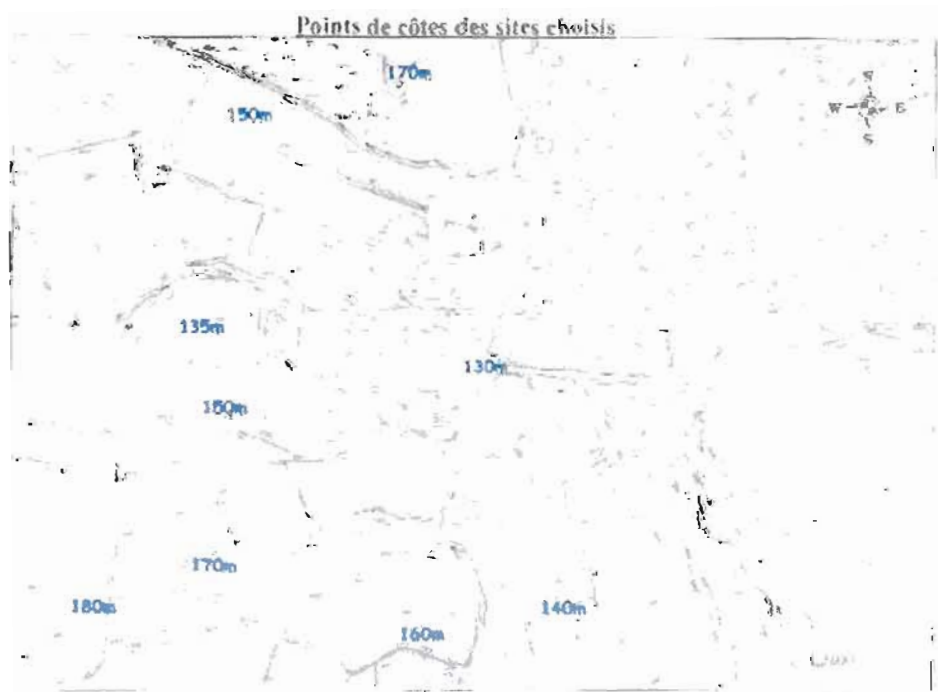 Points de côtes des sites choisis
170m
150m
N
W E
S
135m
130m
150m
170m
180m
140m
160m